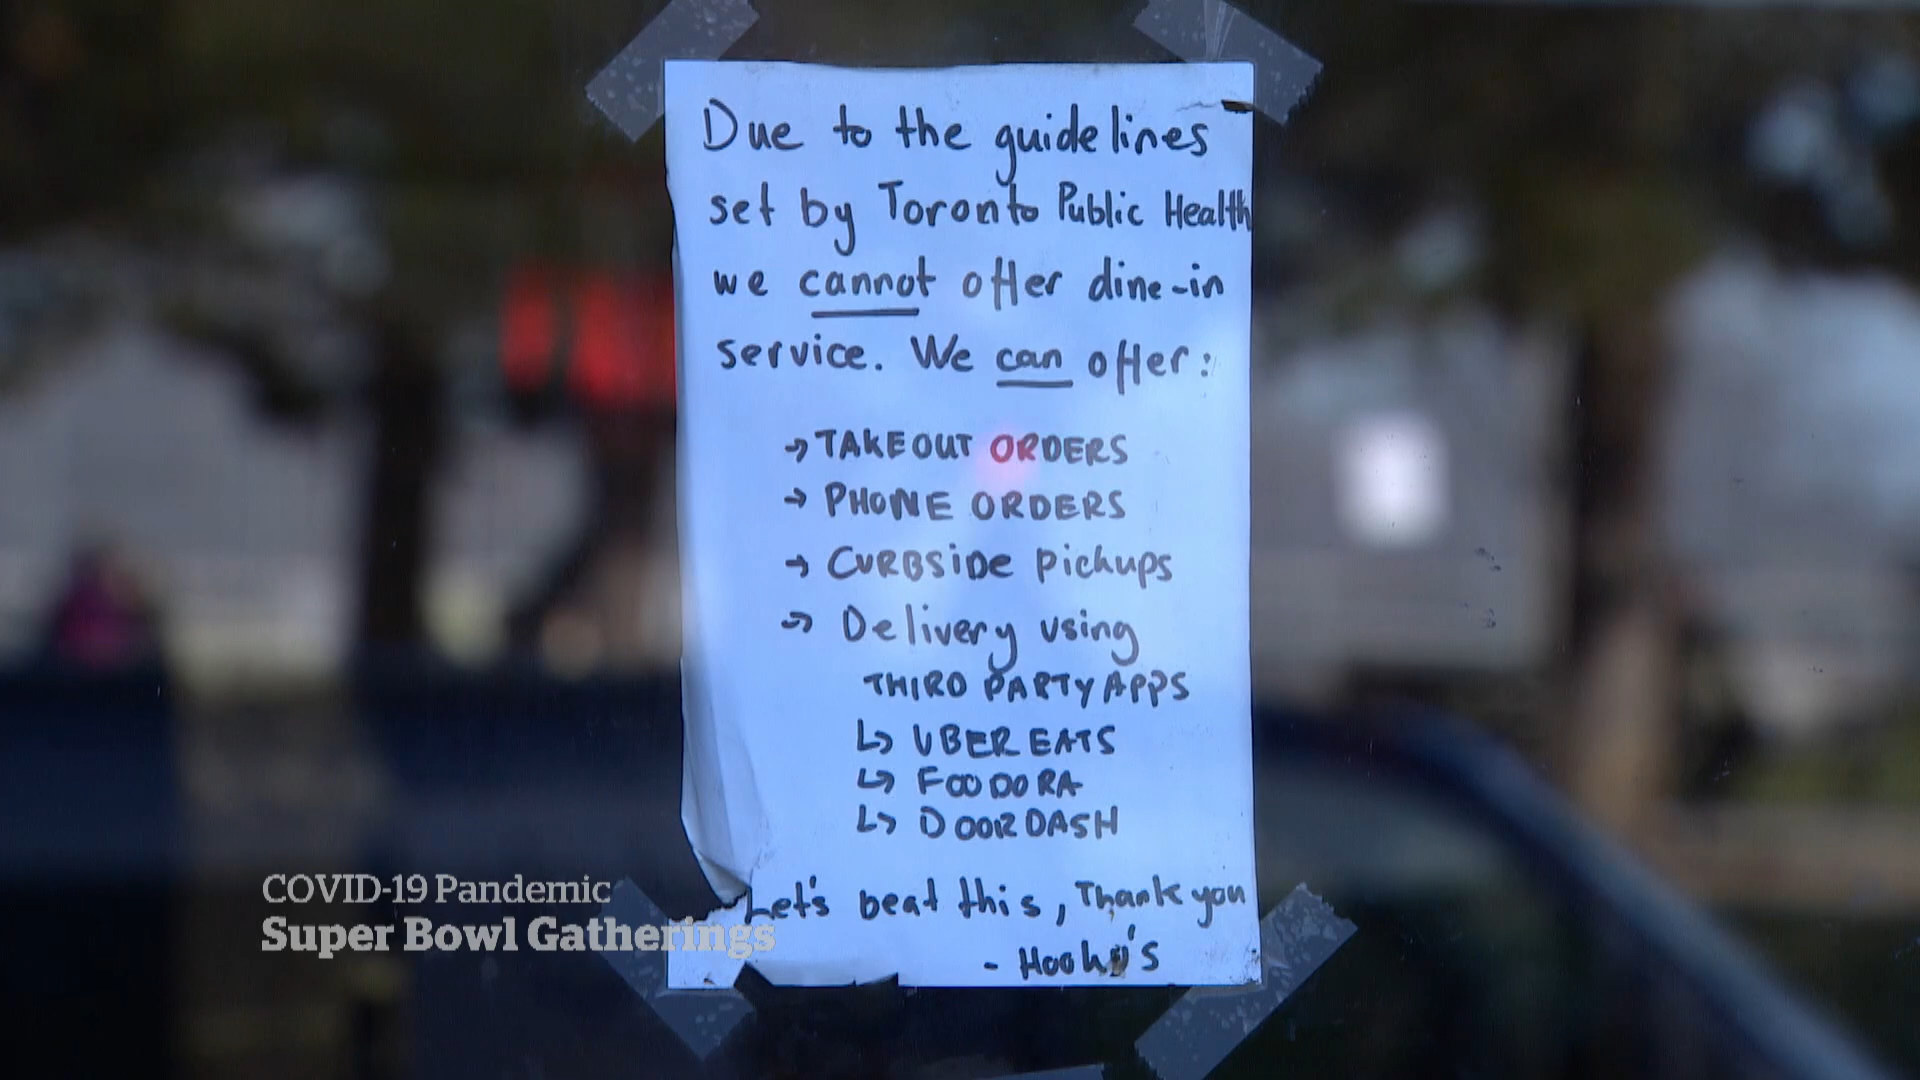 Due to the guidelines
set by Toronto Public Health
we cannot offer dine-in
service. We can offer:
→ TAKEOUT ORDERS
→ PHONE ORDERS
→ CURBSiDe Pickups
→ Delivery using
THIRD PARTY APPS
↳ UBER EATS
↳ FOODORA
↳ DOORDASH
Let's beat this, Thank you
COVID-19 Pandemic
Super Bowl Gatherings